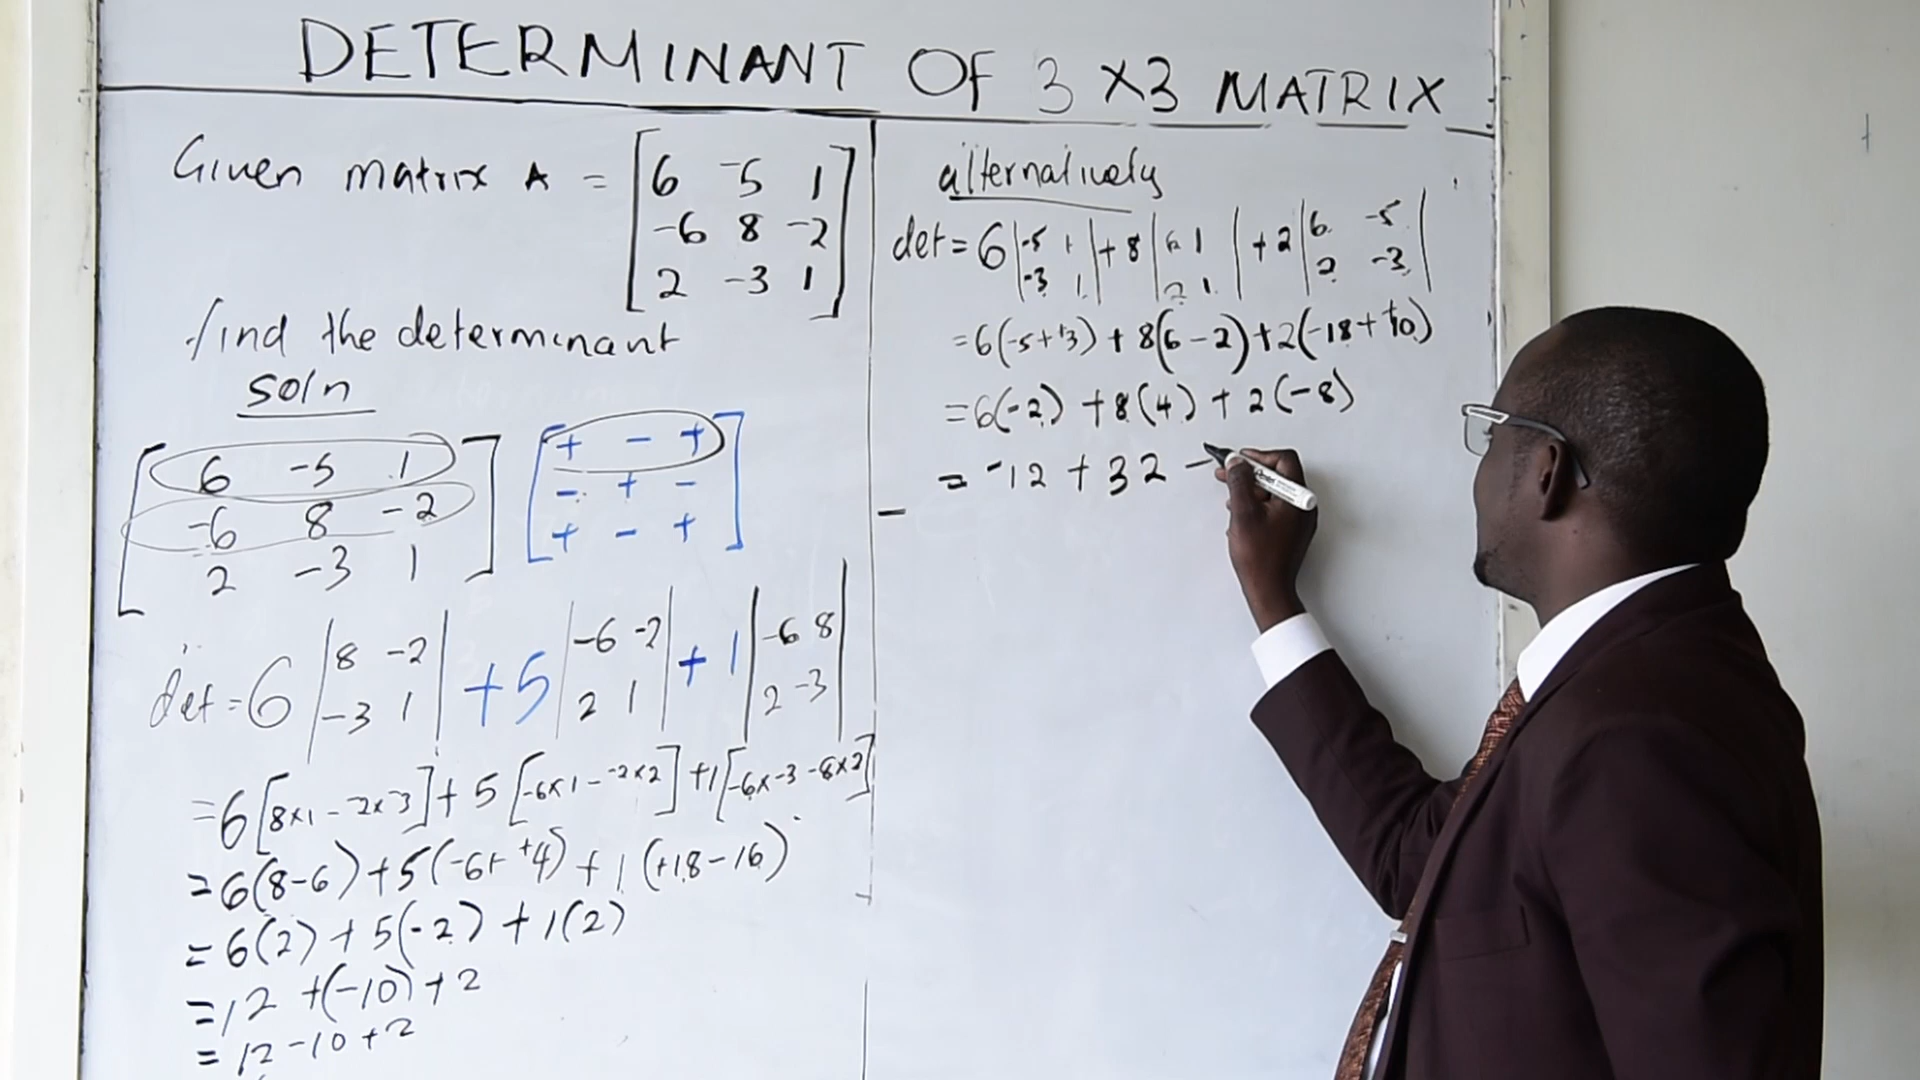 DETERMINANT OF 3 X3 MATRIX
Given matrix A = [6 -5 1
-6 8 -2
2 -3 1]
find the determinant
soln
[6 -5 1
-6 8 -2
2 -3 1]
[+ - +
- + -
+ - +]
det = 6 |8 -2| +5 |-6 -2| + 1 |-6 8|
|-3 1| |2 1| |2 -3|
=6[8x1 - -2x-3] + 5[-6x1 - -2x2] +1[-6x-3 -8x2]
=6(8-6) +5(-6+ +4) + 1(+18-16)
=6(2) + 5(-2) + 1(2)
=12 +(-10) +2
= 12 -10 +2
alternatively
det = 6 |-5 1| + 8 |6 1| + 2 |6 -5|
|-3 1| |2 1| |2 -3|
=6(-5++3) + 8(6-2) +2(-18++10)
=6(-2) +8(4) + 2(-8)
= -12 + 32 -